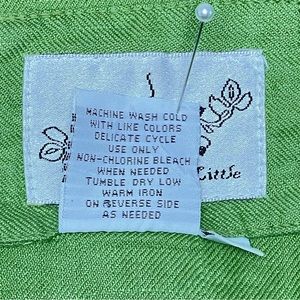 MACHINE WASH COLD
WITH LIKE COLORS
DELICATE CYCLE
USE ONLY
NON-CHLORINE BLEACH
WHEN NEEDED
TUMBLE DRY LOW
WARM IRON
ON REVERSE SIDE
AS NEEDED
Little